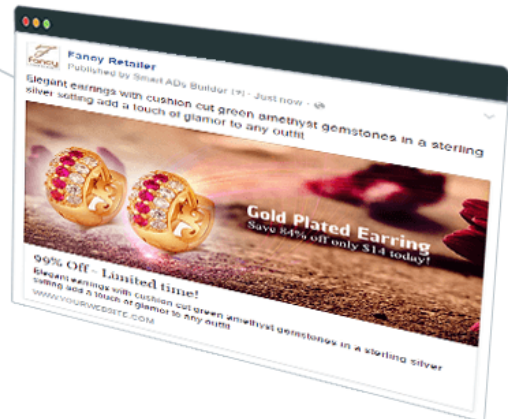 Fancy
Fancy Retailer
Published by Smart ADs Builder [?] · Just now ·
Elegant earrings with cushion cut green amethyst gemstones in a sterling
silver setting add a touch of glamor to any outfit
Gold Plated Earring
Save 84% off only $14 today!
99% Off - Limited time!
Elegant earrings with cushion cut green amethyst gemstones in a sterling silver
setting add a touch of glamor to any outfit
WWW.YOURWEBSITE.COM